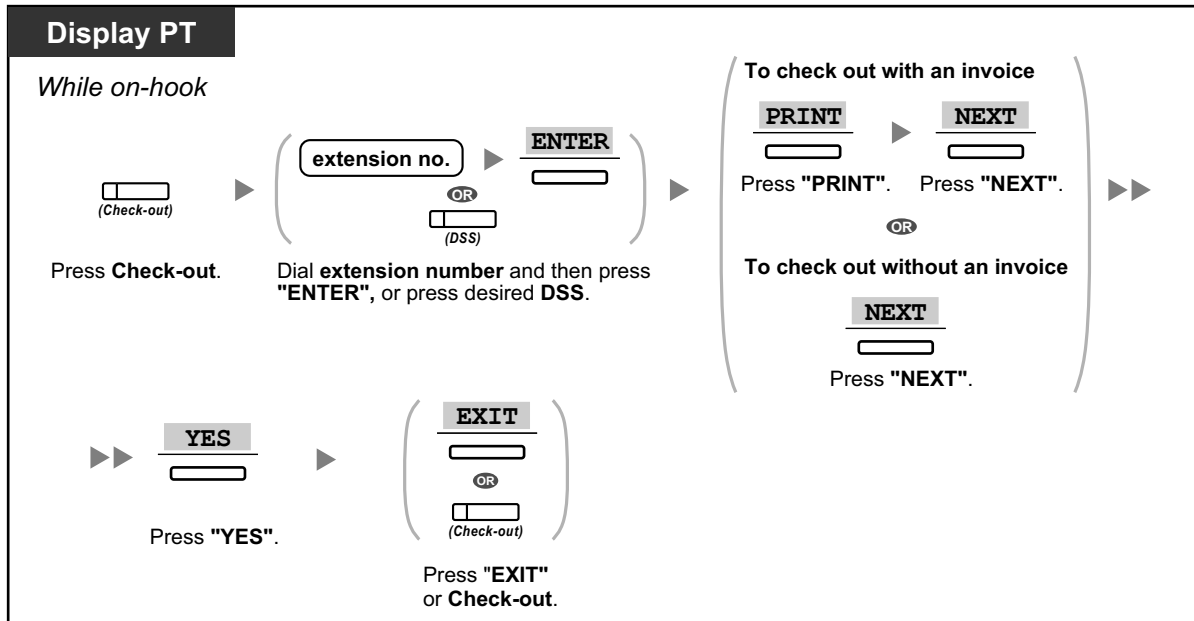 Display PT
While on-hook
(Check-out)
Press Check-out.
extension no.
ENTER
OR
(DSS)
Dial extension number and then press
"ENTER", or press desired DSS.
To check out with an invoice
PRINT
NEXT
Press "PRINT".
Press "NEXT".
OR
To check out without an invoice
NEXT
Press "NEXT".
YES
Press "YES".
EXIT
OR
(Check-out)
Press "EXIT"
or Check-out.